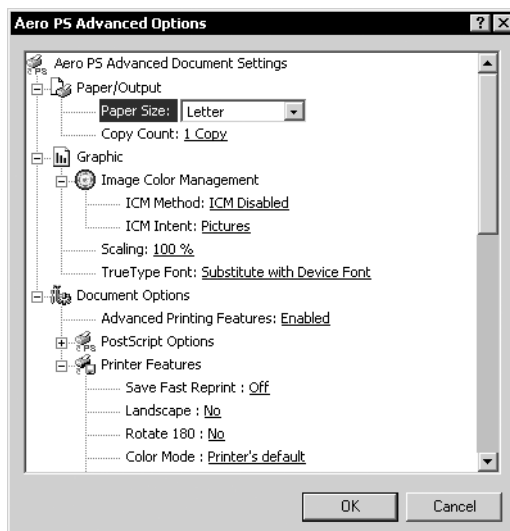 Aero PS Advanced Options
Aero PS Advanced Document Settings
Paper/Output
Paper Size: Letter
Copy Count: 1 Copy
Graphic
Image Color Management
ICM Method: ICM Disabled
ICM Intent: Pictures
Scaling: 100 %
TrueType Font: Substitute with Device Font
Document Options
Advanced Printing Features: Enabled
PostScript Options
Printer Features
Save Fast Reprint : Off
Landscape : No
Rotate 180 : No
Color Mode : Printer's default
OK Cancel